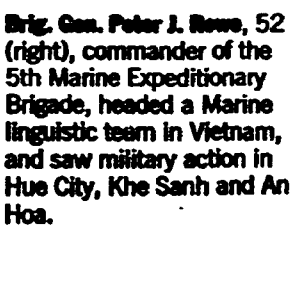 Brig. Gen. Peter J. Rowe, 52
(right), commander of the
5th Marine Expeditionary
Brigade, headed a Marine
linguistic team in Vietnam,
and saw military action in
Hue City, Khe Sanh and An
Hoa.